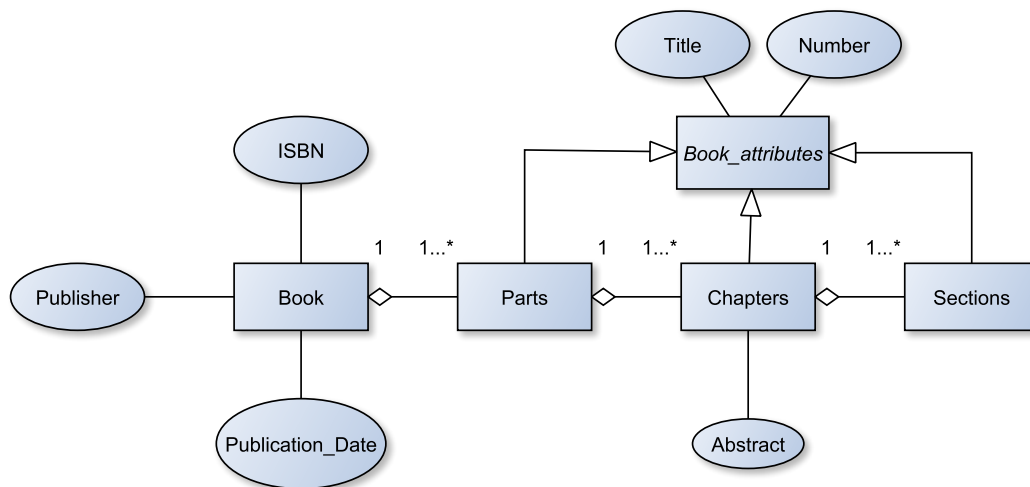 Title
Number
ISBN
Book_attributes
1
1...*
1
1...*
1
1...*
Publisher
Book
Parts
Chapters
Sections
Publication_Date
Abstract